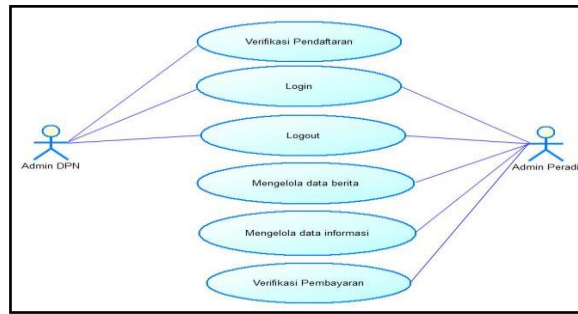 Verifikasi Pendaftaran
Login
Logout
Admin DPN
Admin Peradi
Mengelola data berita
Mengelola data informasi
Verifikasi Pembayaran